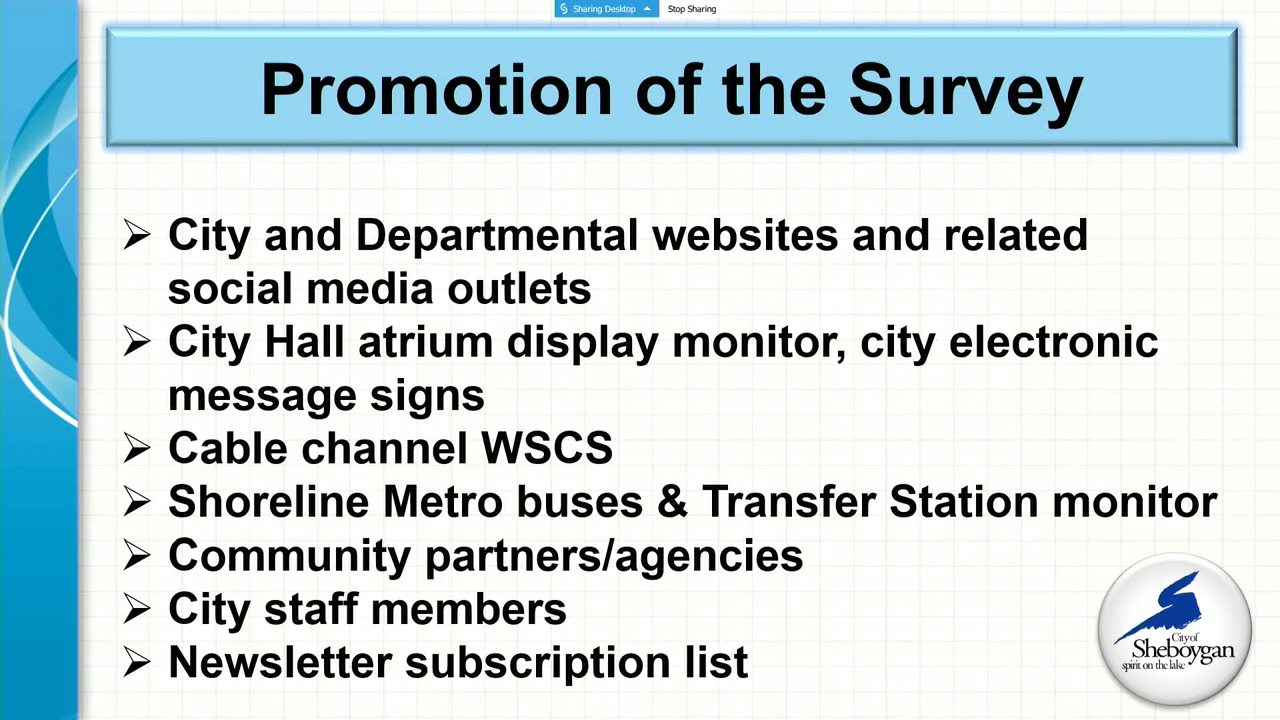 Sharing Desktop Stop Sharing
Promotion of the Survey
➢ City and Departmental websites and related
social media outlets
➢ City Hall atrium display monitor, city electronic
message signs
➢ Cable channel WSCS
➢ Shoreline Metro buses & Transfer Station monitor
➢ Community partners/agencies
➢ City staff members
➢ Newsletter subscription list
City of
Sheboygan
spirit on the lake